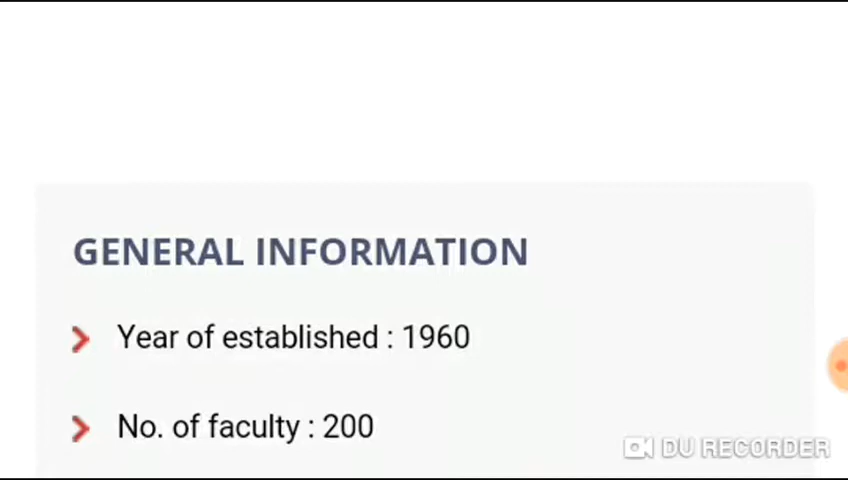 GENERAL INFORMATION
Year of established : 1960
No. of faculty : 200
DU RECORDER